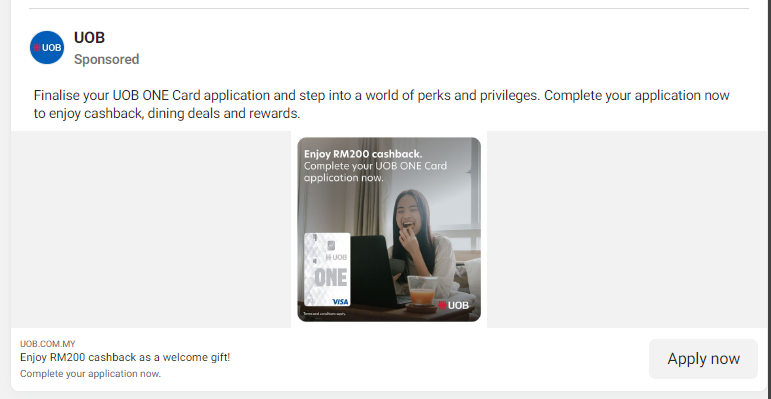 UOB
UOB
Sponsored
Finalise your UOB ONE Card application and step into a world of perks and privileges. Complete your application now
to enjoy cashback, dining deals and rewards.
Enjoy RM200 cashback.
Complete your UOB ONE Card
application now.
UOB
ONE
VISA
UOB
Terms and conditions apply.
UOB.COM.MY
Enjoy RM200 cashback as a welcome gift!
Complete your application now.
Apply now